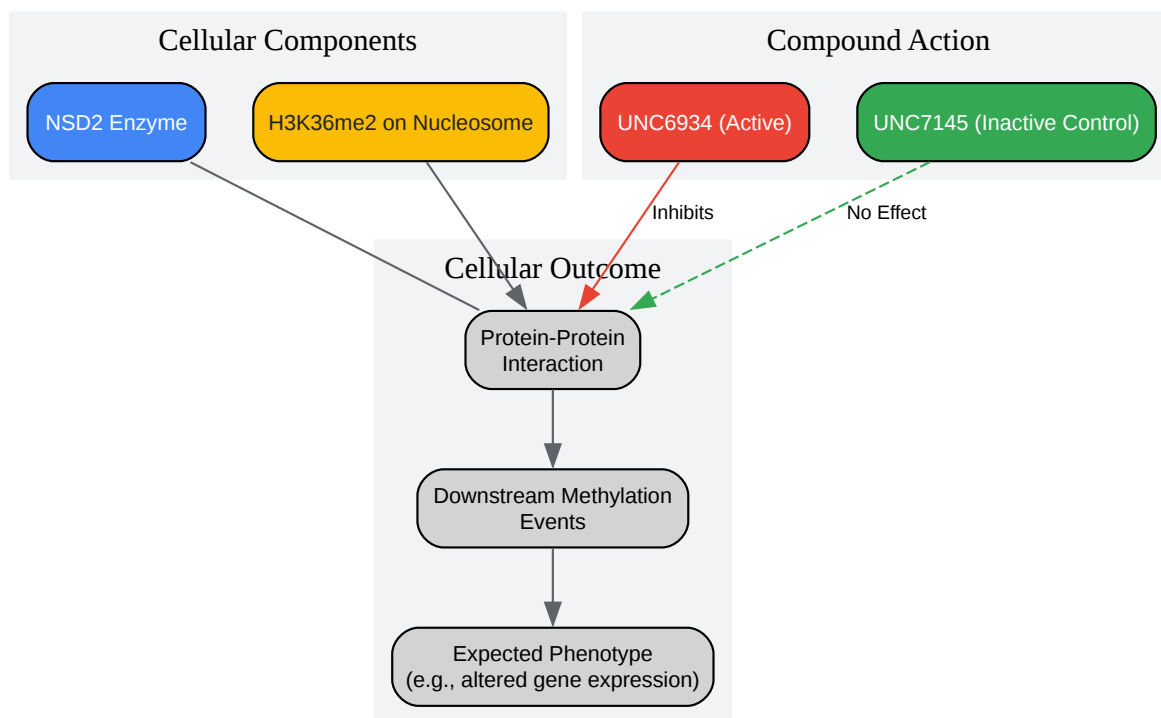 Cellular Components
Compound Action
NSD2 Enzyme
H3K36me2 on Nucleosome
UNC6934 (Active)
UNC7145 (Inactive Control)
Inhibits
No Effect
Cellular Outcome
Protein-Protein
Interaction
Downstream Methylation
Events
Expected Phenotype
(e.g., altered gene expression)